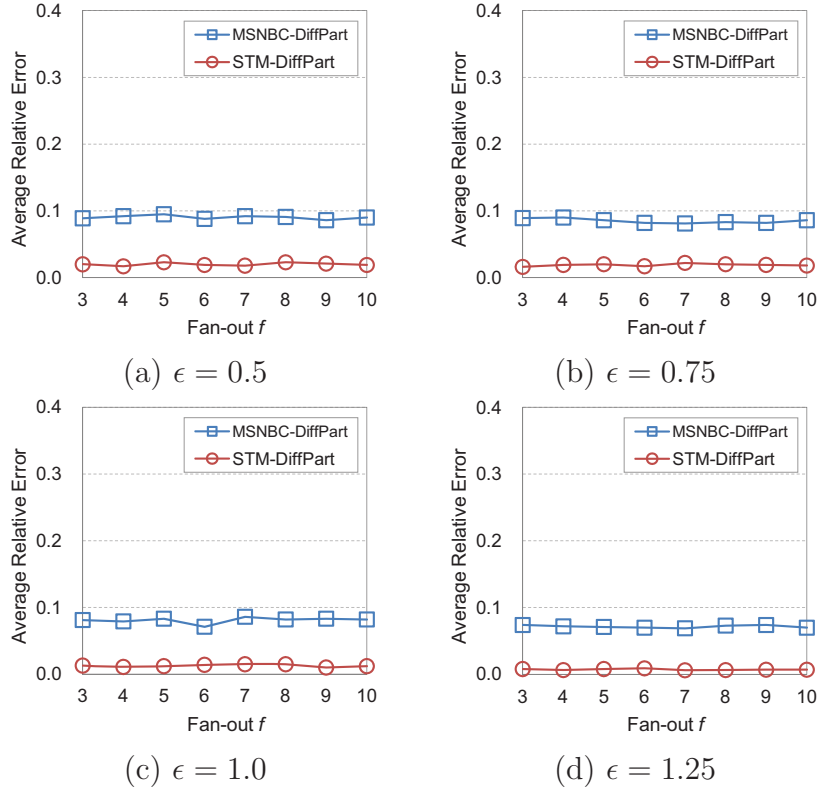 0.4
0.3
0.2
0.1
0.0
Average Relative Error
MSNBC-DiffPart
STM-DiffPart
3 4 5 6 7 8 9 10
Fan-out f
(a) ϵ = 0.5
0.4
0.3
0.2
0.1
0.0
Average Relative Error
MSNBC-DiffPart
STM-DiffPart
3 4 5 6 7 8 9 10
Fan-out f
(b) ϵ = 0.75
0.4
0.3
0.2
0.1
0.0
Average Relative Error
MSNBC-DiffPart
STM-DiffPart
3 4 5 6 7 8 9 10
Fan-out f
(c) ϵ = 1.0
0.4
0.3
0.2
0.1
0.0
Average Relative Error
MSNBC-DiffPart
STM-DiffPart
3 4 5 6 7 8 9 10
Fan-out f
(d) ϵ = 1.25